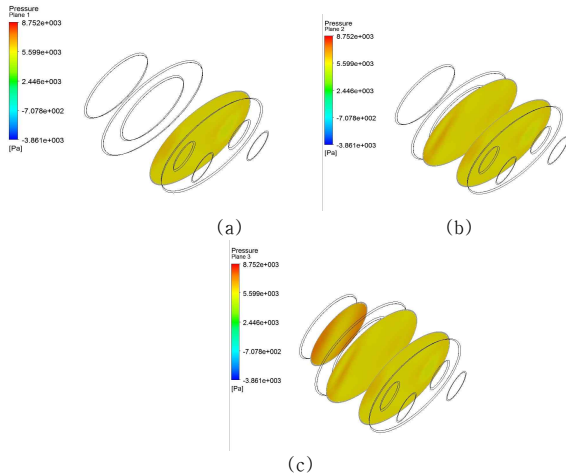 Pressure
Plane 1
8.752e+003
5.599e+003
2.446e+003
-7.078e+002
-3.861e+003
[Pa]
(a)
Pressure
Plane 2
8.752e+003
5.599e+003
2.446e+003
-7.078e+002
-3.861e+003
[Pa]
(b)
Pressure
Plane 3
8.752e+003
5.599e+003
2.446e+003
-7.078e+002
-3.861e+003
[Pa]
(c)